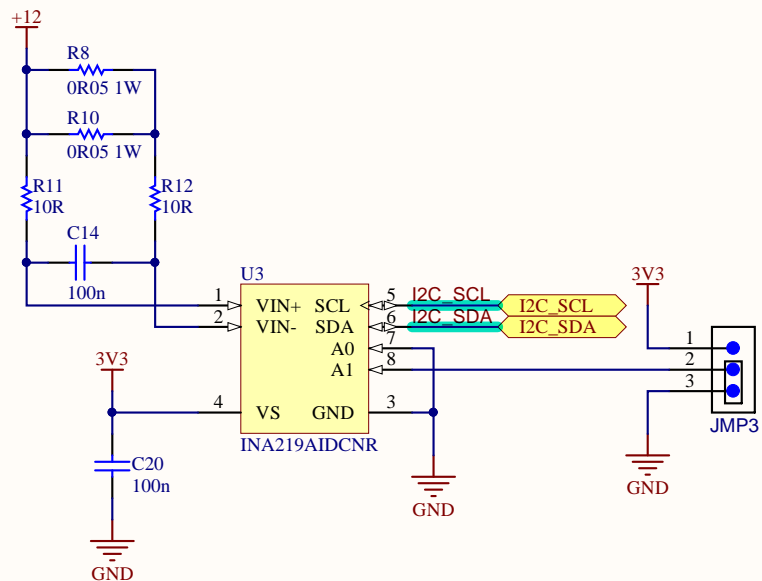 +12
R8
0R05 1W
R10
0R05 1W
R11
10R
R12
10R
C14
100n
U3
1
VIN+
SCL
5
I2C_SCL
I2C_SCL
2
VIN-
SDA
6
I2C_SDA
I2C_SDA
A0
7
A1
8
4
VS
GND
3
INA219AIDCNR
3V3
C20
100n
GND
GND
3V3
1
2
3
JMP3
GND